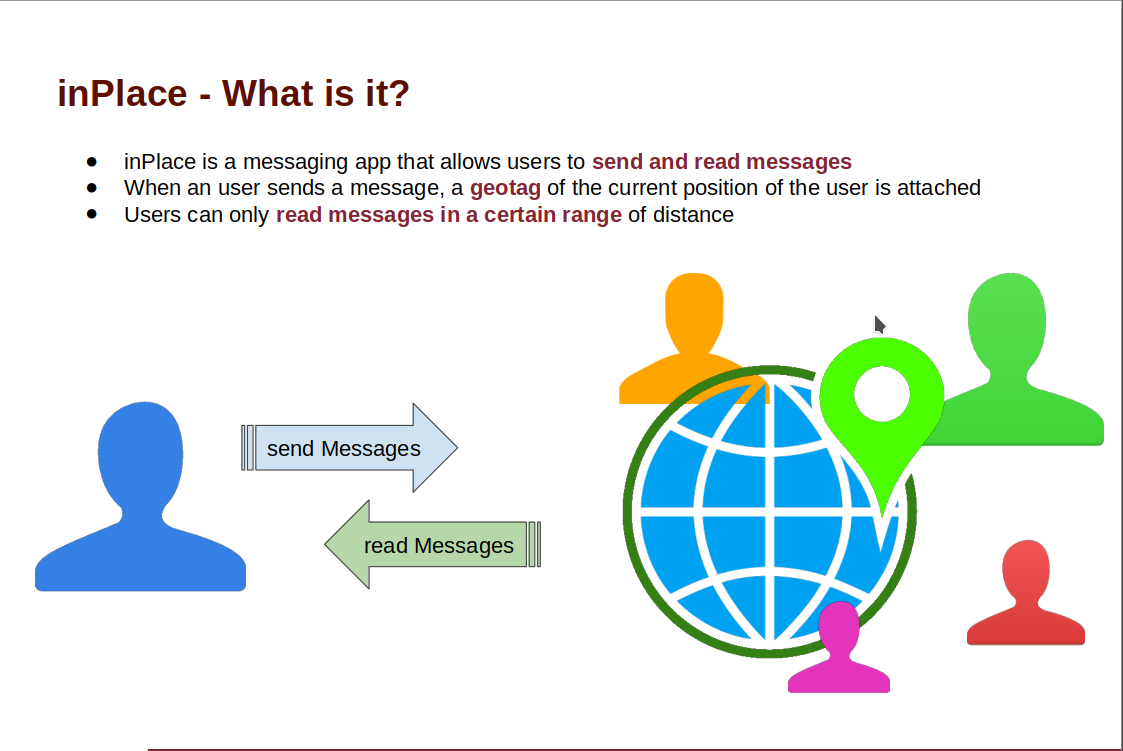 inPlace - What is it?
● inPlace is a messaging app that allows users to send and read messages
● When an user sends a message, a geotag of the current position of the user is attached
● Users can only read messages in a certain range of distance
send Messages
read Messages